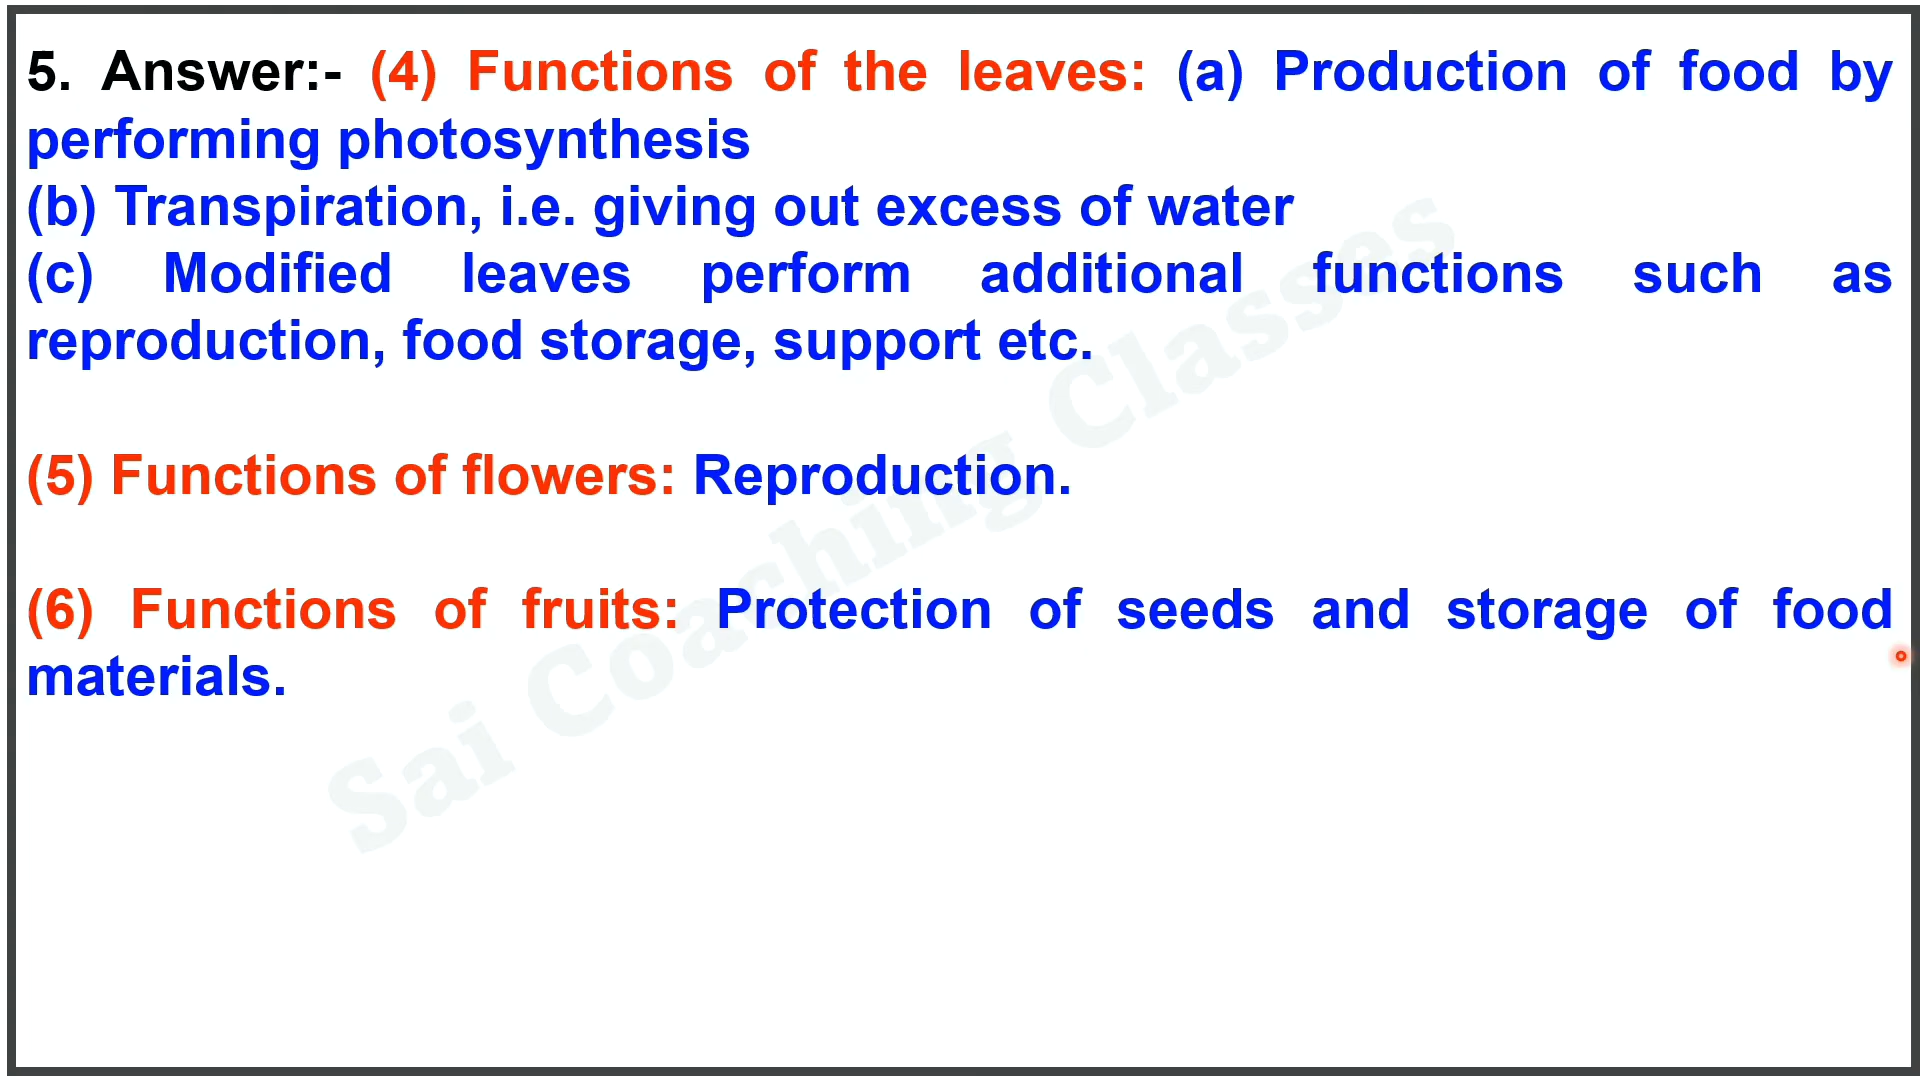 5. Answer:- (4) Functions of the leaves: (a) Production of food by
performing photosynthesis
(b) Transpiration, i.e. giving out excess of water
(c) Modified leaves perform additional functions such as
reproduction, food storage, support etc.
(5) Functions of flowers: Reproduction.
(6) Functions of fruits: Protection of seeds and storage of food
materials.
Sai Coaching Classes